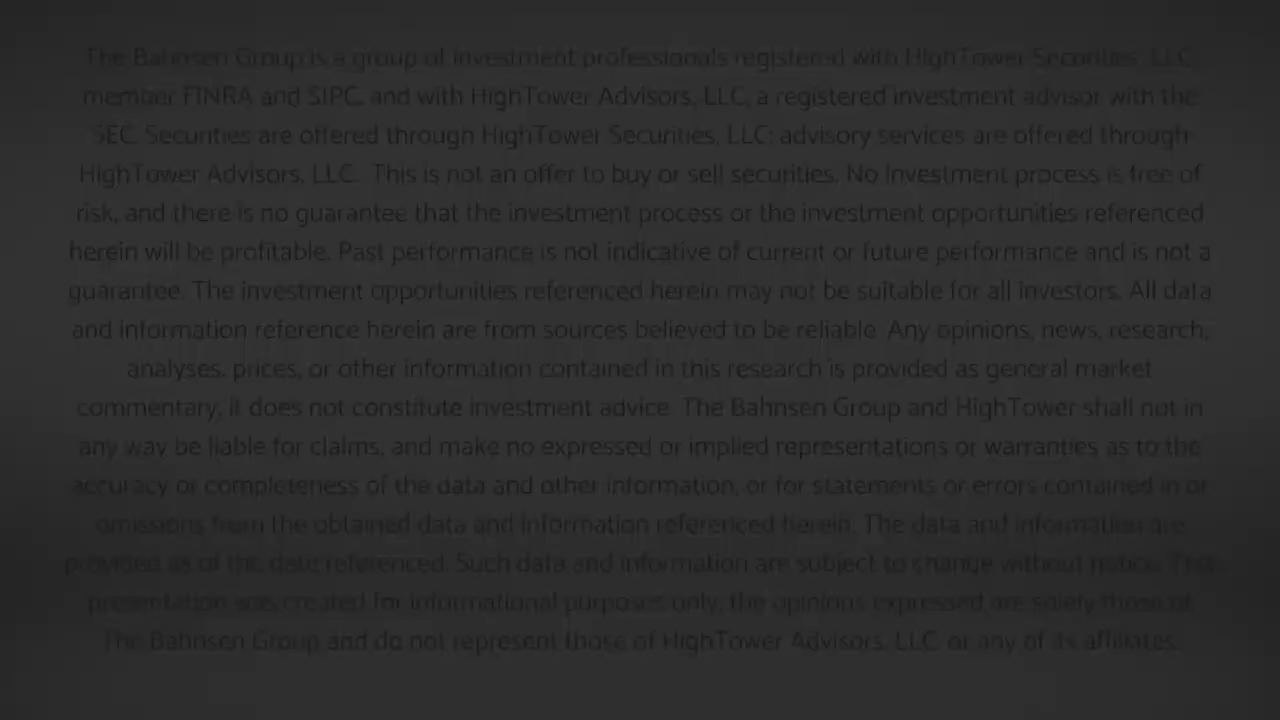 The Bahnsen Group is a group of investment professionals registered with HighTower Securities, LLC,
member FINRA and SIPC, and with HighTower Advisors, LLC, a registered investment advisor with the
SEC. Securities are offered through HighTower Securities, LLC; advisory services are offered through
HighTower Advisors, LLC. This is not an offer to buy or sell securities. No Investment process is free of
risk, and there is no guarantee that the investment process or the investment opportunities referenced
herein will be profitable. Past performance is not indicative of current or future performance and is not a
guarantee. The investment opportunities referenced herein may not be suitable for all investors. All data
and information reference herein are from sources believed to be reliable. Any opinions, news, research,
analyses, prices, or other information contained in this research is provided as general market
commentary, it does not constitute investment advice. The Bahnsen Group and HighTower shall not in
any way be liable for claims, and make no expressed or implied representations or warranties as to the
accuracy or completeness of the data and other information, or for statements or errors contained in or
omissions from the obtained data and information referenced herein. The data and information are
provided as of the date referenced. Such data and information are subject to change without notice. This
presentation was created for informational purposes only; the opinions expressed are solely those of
The Bahnsen Group and do not represent those of HighTower Advisors, LLC, or any of its affiliates.